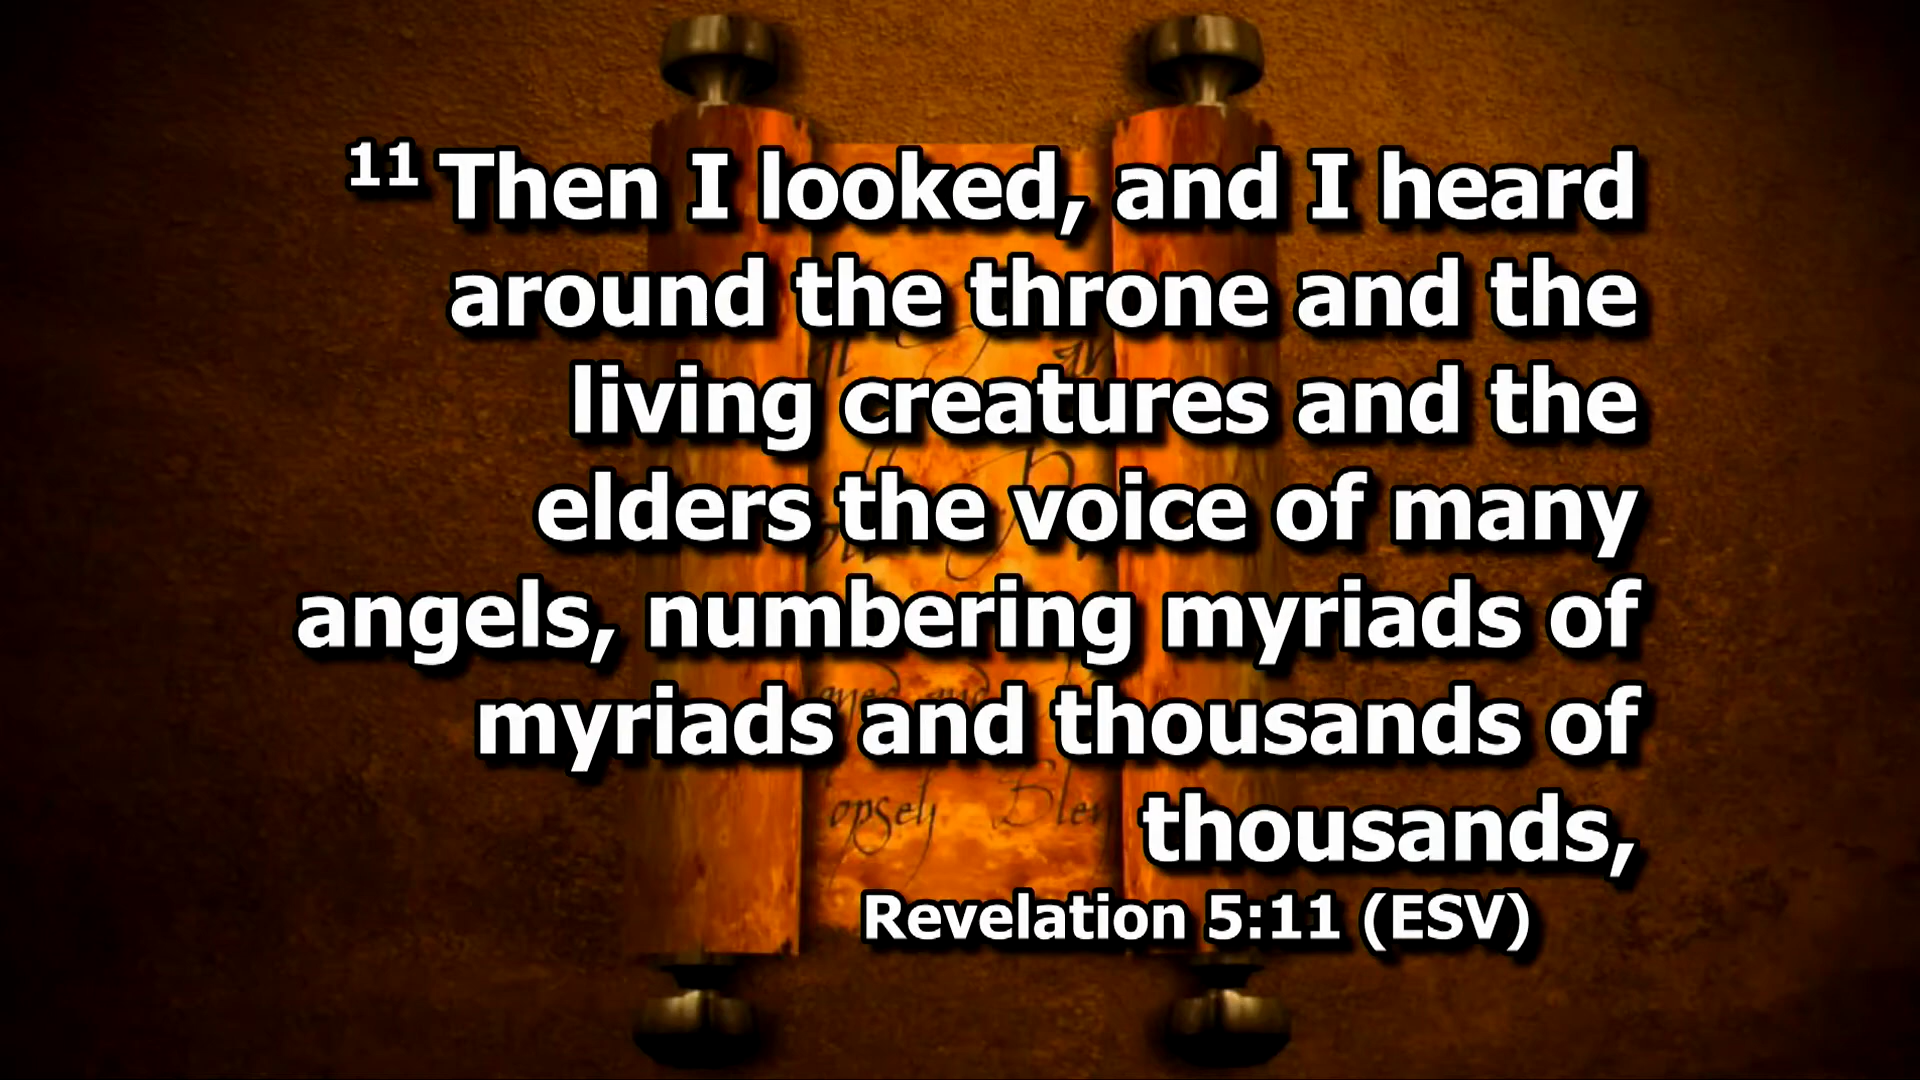 11 Then I looked, and I heard
around the throne and the
living creatures and the
elders the voice of many
angels, numbering myriads of
myriads and thousands of
thousands,
Revelation 5:11 (ESV)